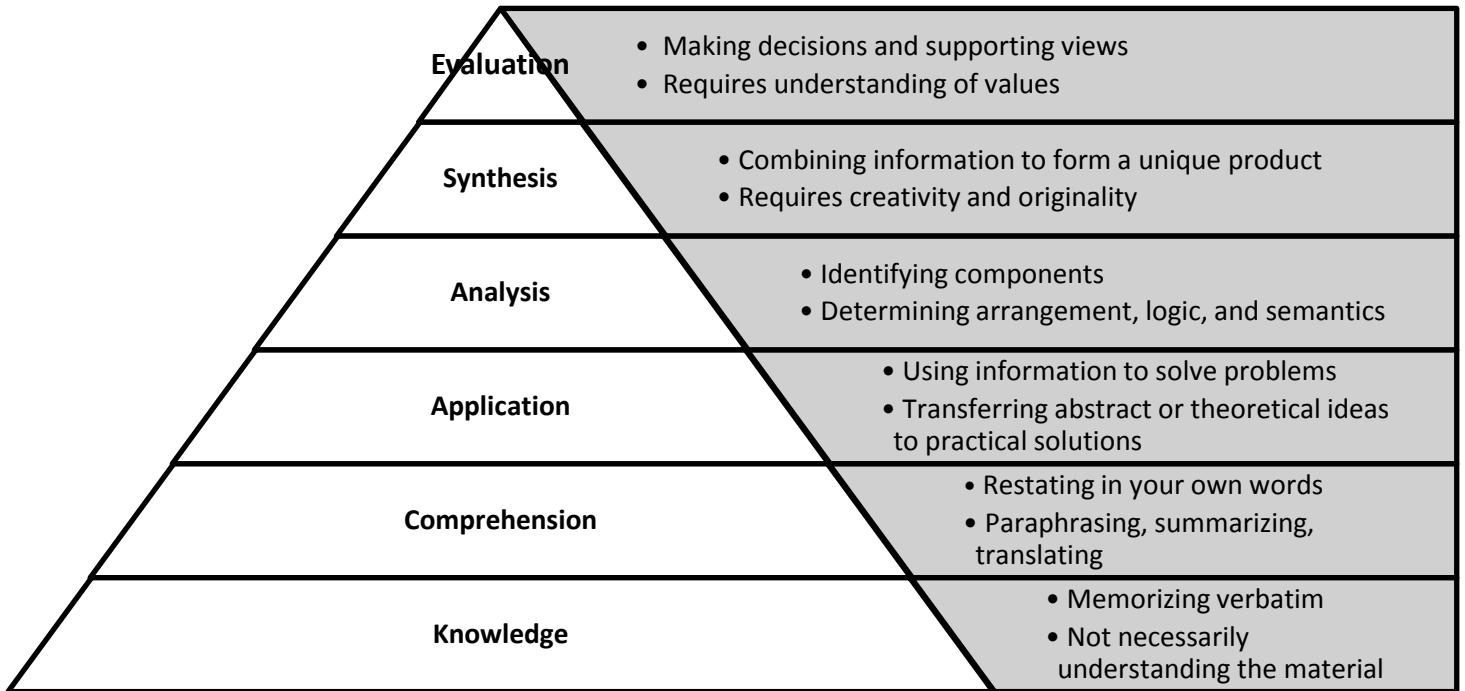 Evaluation
• Making decisions and supporting views
• Requires understanding of values
Synthesis
• Combining information to form a unique product
• Requires creativity and originality
Analysis
• Identifying components
• Determining arrangement, logic, and semantics
Application
• Using information to solve problems
• Transferring abstract or theoretical ideas
to practical solutions
Comprehension
• Restating in your own words
• Paraphrasing, summarizing,
translating
Knowledge
• Memorizing verbatim
• Not necessarily
understanding the material